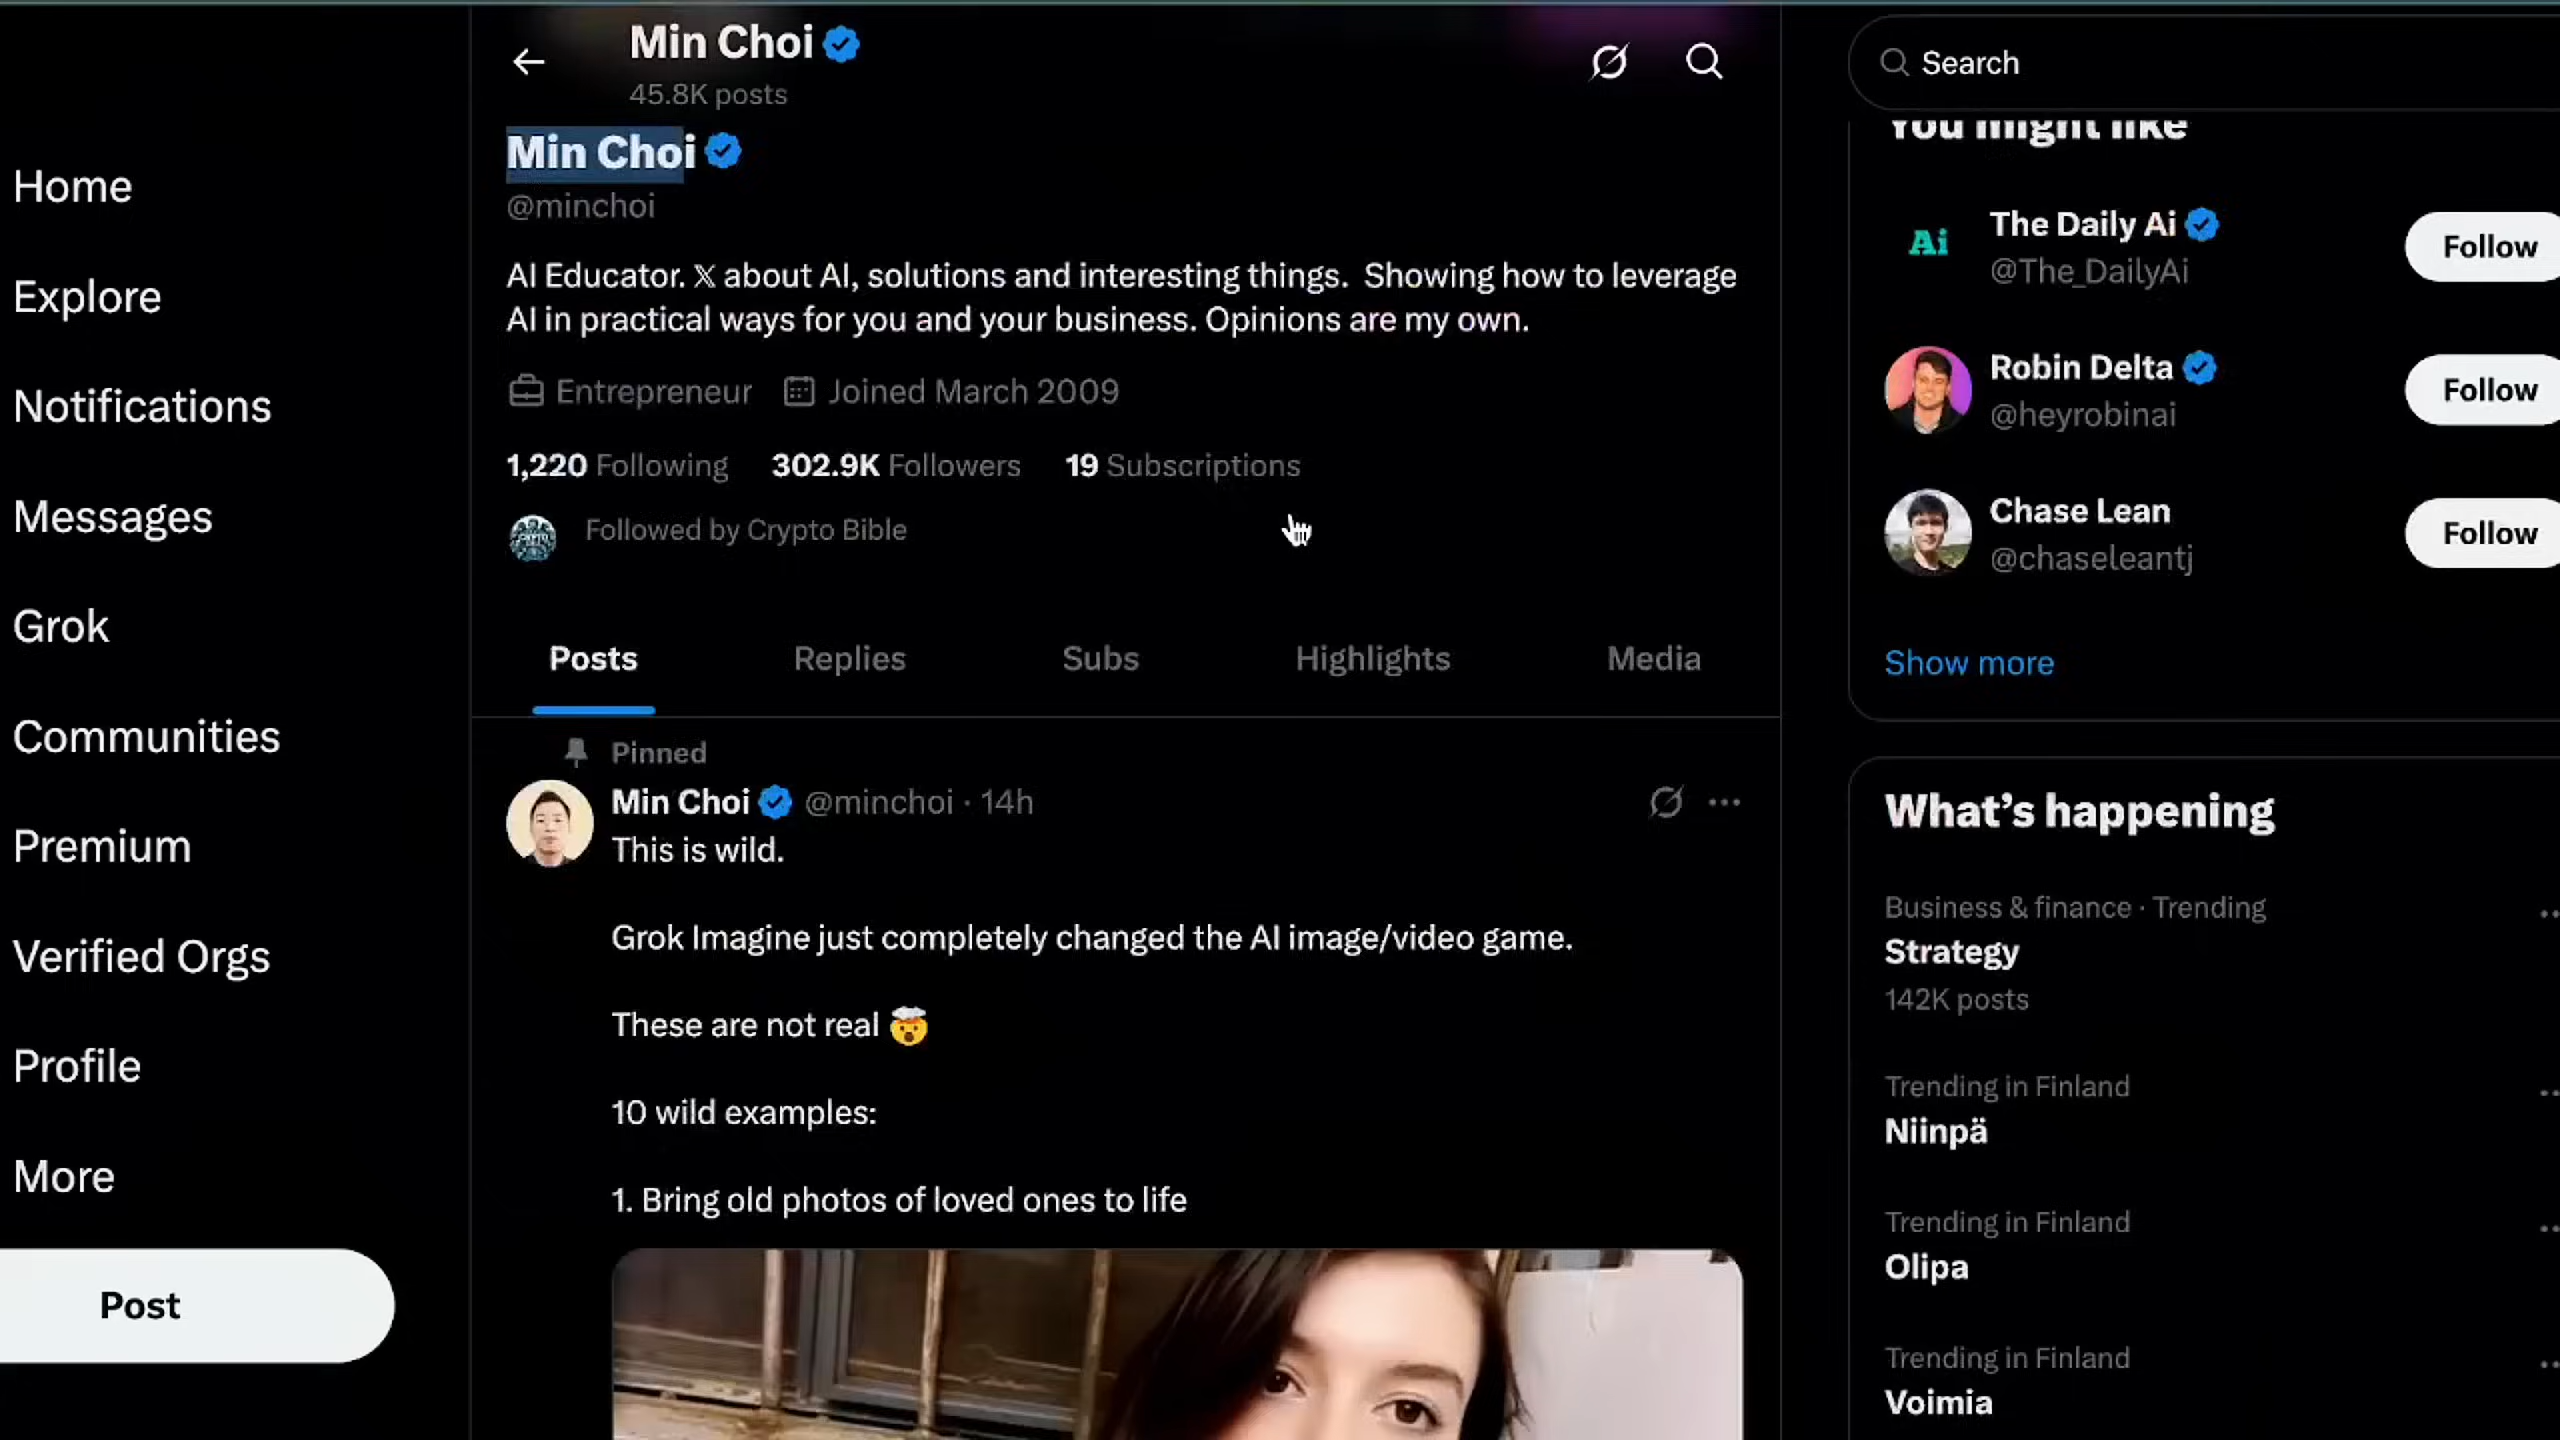 Home
Explore
Notifications
Messages
Grok
Communities
Premium
Verified Orgs
Profile
More
Post
Min Choi
45.8K posts
Min Choi
@minchoi
AI Educator. 𝕏 about AI, solutions and interesting things.  Showing how to leverage
AI in practical ways for you and your business. Opinions are my own.
Entrepreneur Joined March 2009
1,220 Following 302.9K Followers 19 Subscriptions
Followed by Crypto Bible
Posts Replies Subs Highlights Media
Pinned
Min Choi @minchoi · 14h
This is wild.
Grok Imagine just completely changed the AI image/video game.
These are not real 🤯
10 wild examples:
1. Bring old photos of loved ones to life
Search
You might like
Ai
The Daily Ai
@The_DailyAi
Follow
Robin Delta
@heyrobinai
Follow
Chase Lean
@chaseleantj
Follow
Show more
What's happening
Business & finance · Trending
Strategy
142K posts
Trending in Finland
Niinpä
Trending in Finland
Olipa
Trending in Finland
Voimia